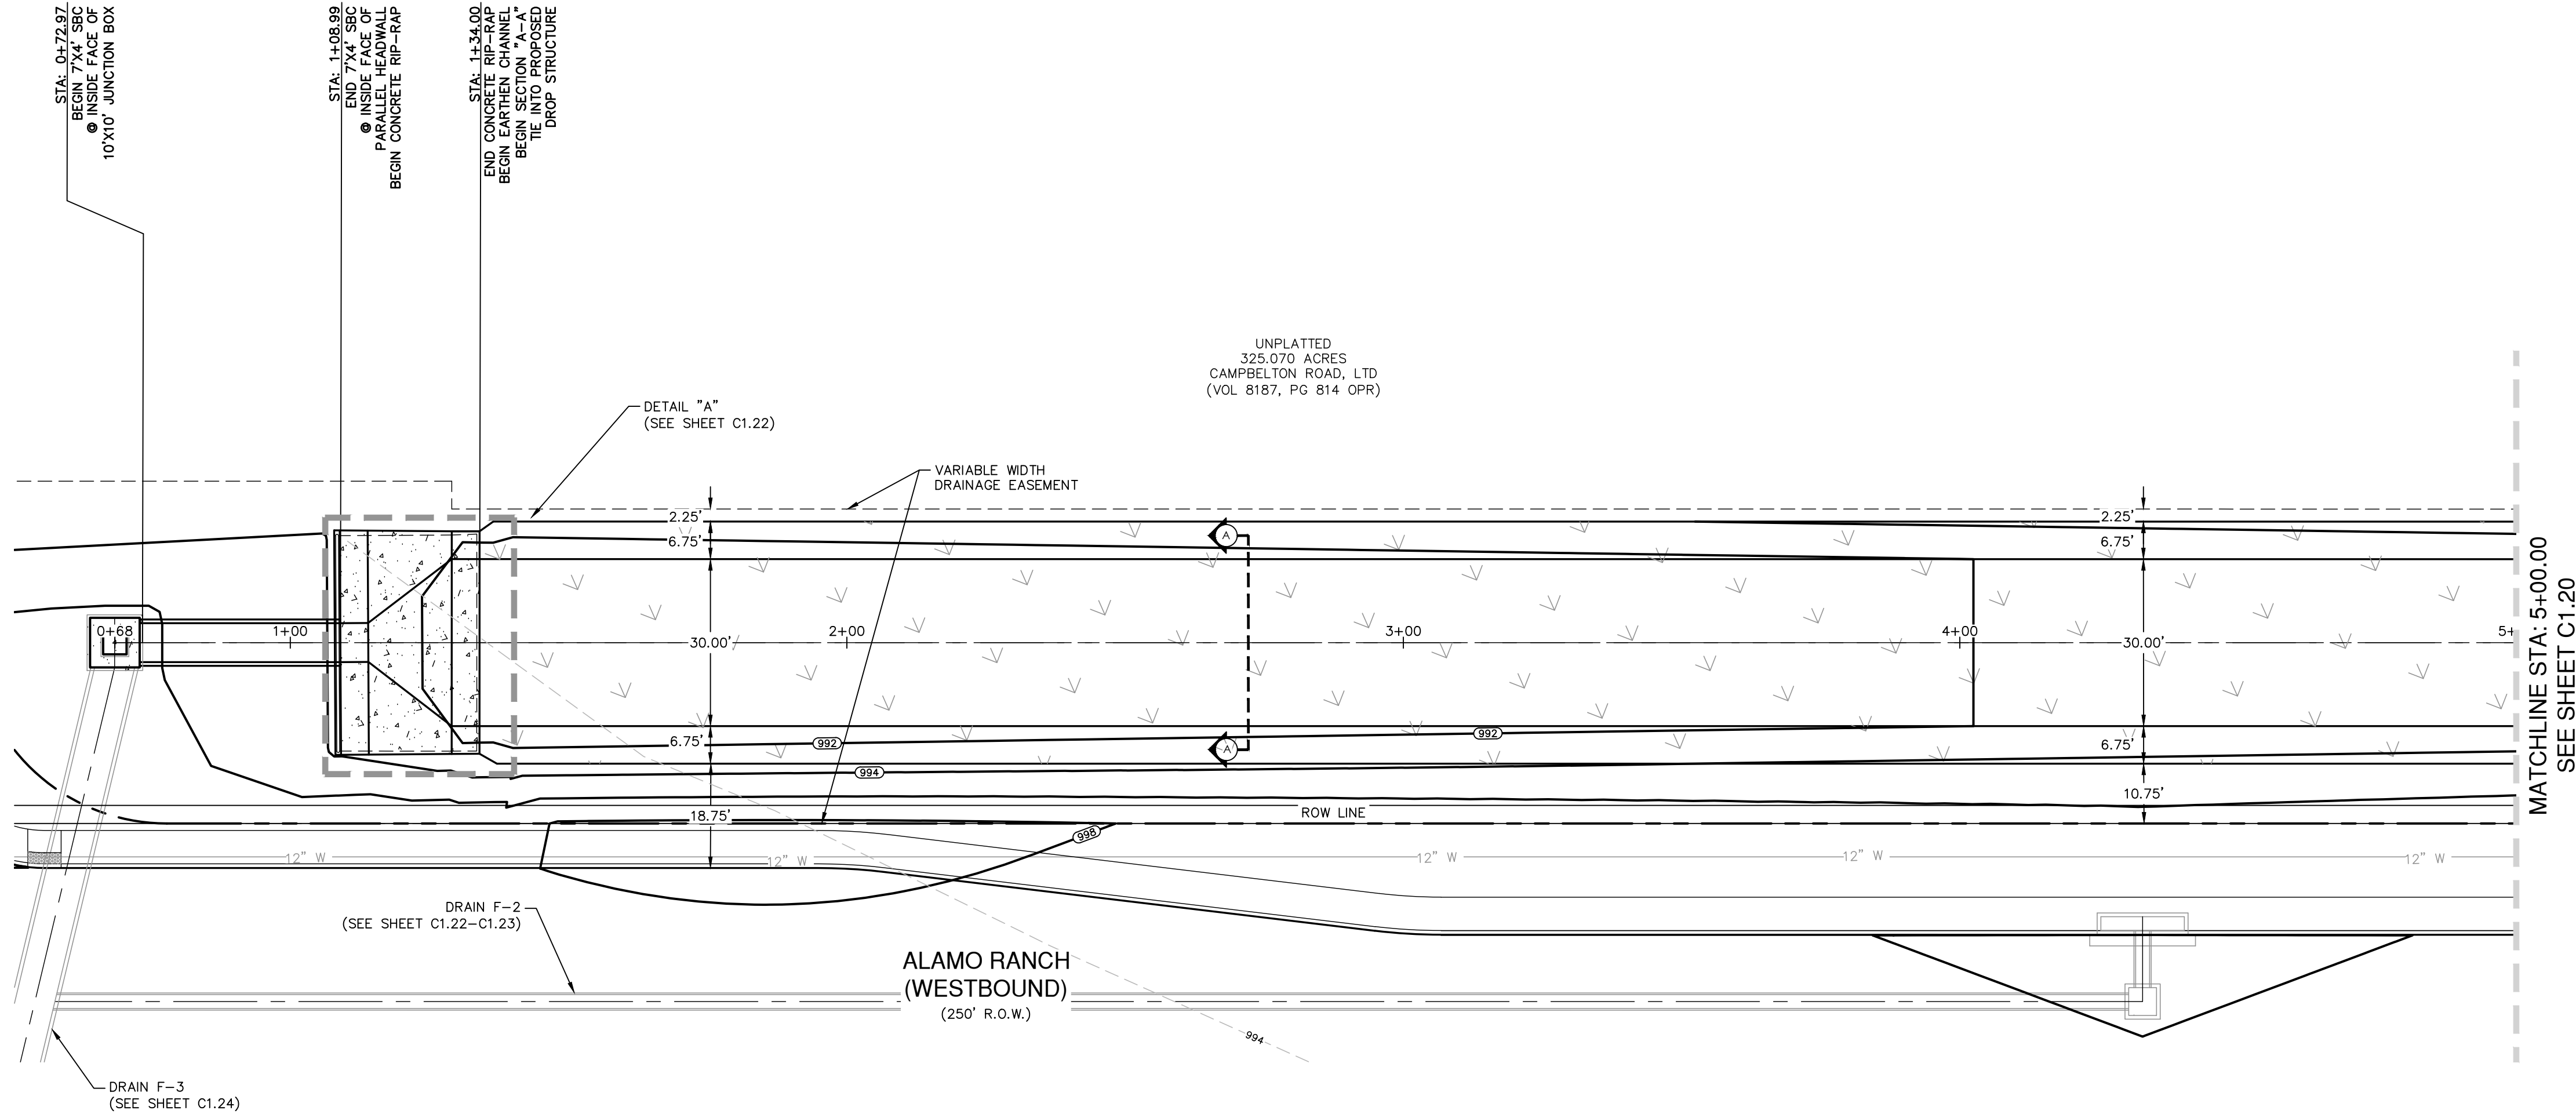 STA: 0+72.97
BEGIN 7'X4' SBC
@ INSIDE FACE OF
10'X10' JUNCTION BOX
STA: 1+08.99
END 7'X4' SBC
@ INSIDE FACE OF
PARALLEL HEADWALL
BEGIN CONCRETE RIP-RAP
STA: 1+34.00
END CONCRETE RIP-RAP
BEGIN EARTHEN CHANNEL
BEGIN SECTION "A-A"
TIE INTO PROPOSED
DROP STRUCTURE
UNPLATTED
325.070 ACRES
CAMPBELTON ROAD, LTD
(VOL 8187, PG 814 OPR)
DETAIL "A"
(SEE SHEET C1.22)
VARIABLE WIDTH
DRAINAGE EASEMENT
2.25'
2.25'
6.75'
A
6.75'
0+68
1+00
2+00
3+00
4+00
5+
30.00'
30.00'
6.75'
992
A
992
6.75'
994
10.75'
18.75'
ROW LINE
998
12" W
12" W
12" W
12" W
12" W
DRAIN F-2
(SEE SHEET C1.22-C1.23)
ALAMO RANCH
(WESTBOUND)
(250' R.O.W.)
994
DRAIN F-3
(SEE SHEET C1.24)
MATCHLINE STA: 5+00.00
SEE SHEET C1.20